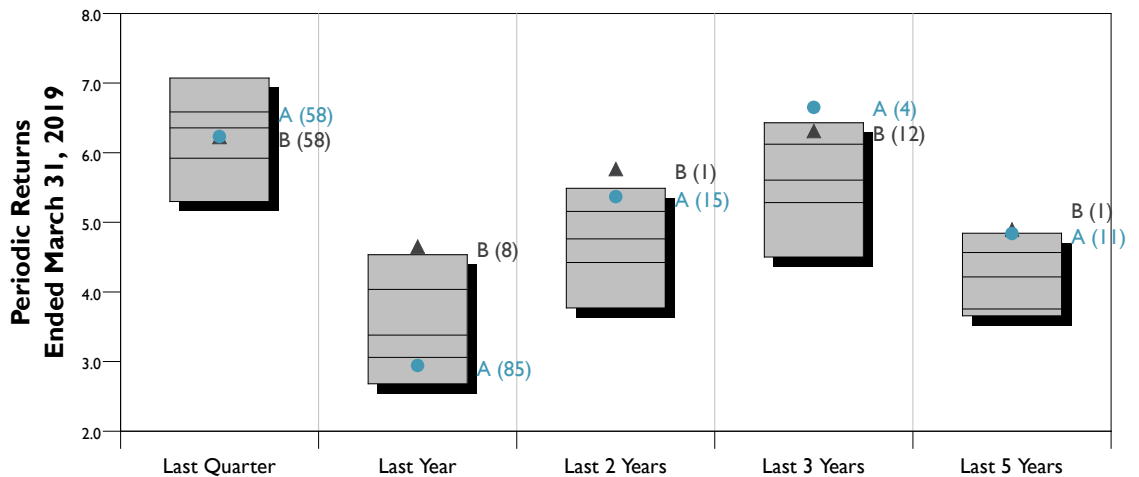 Periodic Returns
Ended March 31, 2019
8.0
7.0
6.0
5.0
4.0
3.0
2.0
A (58)
B (58)
B (8)
A (85)
B (1)
A (15)
A (4)
B (12)
B (1)
A (11)
Last Quarter
Last Year
Last 2 Years
Last 3 Years
Last 5 Years